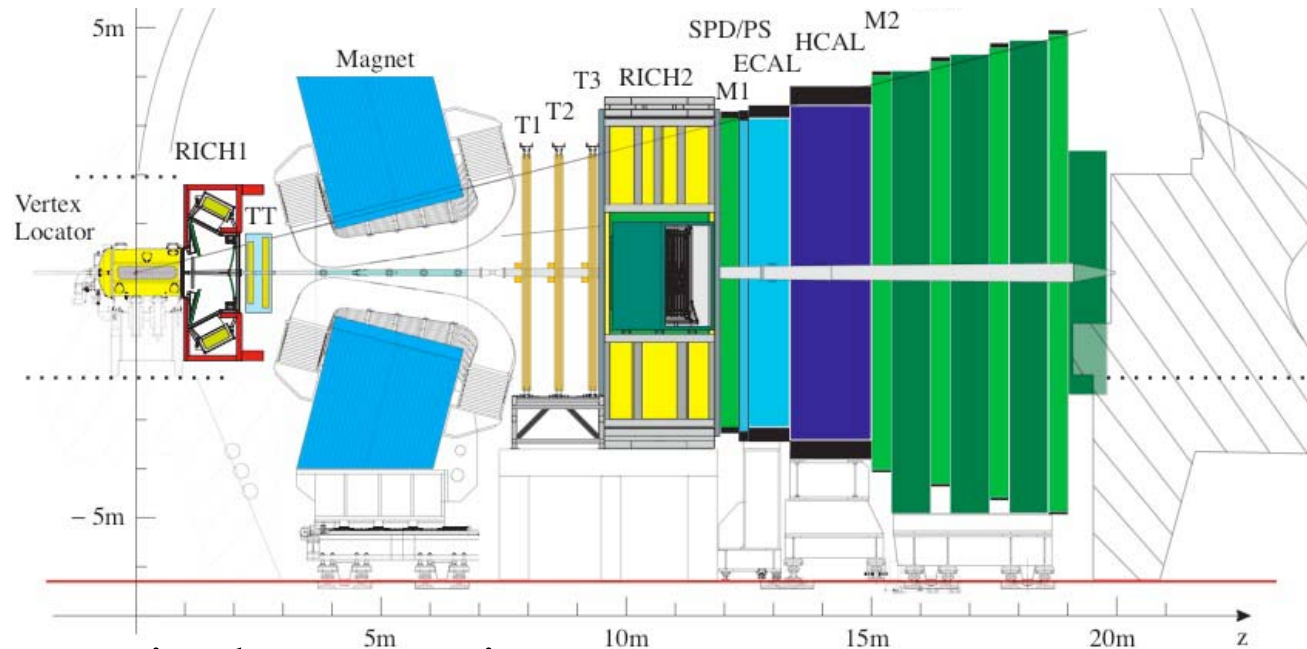 5m
M2
SPD/PS
HCAL
ECAL
Magnet
T3 RICH2
M1
T2
T1
RICH1
Vertex
Locator
TT
– 5m
5m
10m
15m
20m
z